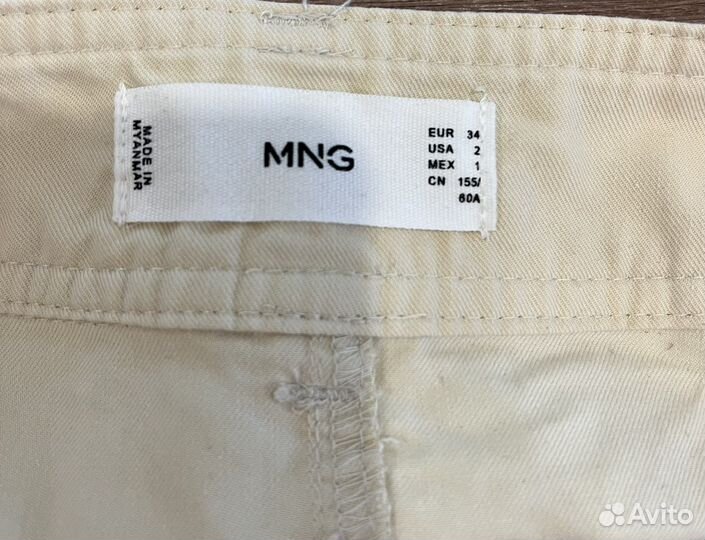 MADE IN
MYANMAR
MNG
EUR 34
USA 2
MEX 1
CN 155/
60A
Avito